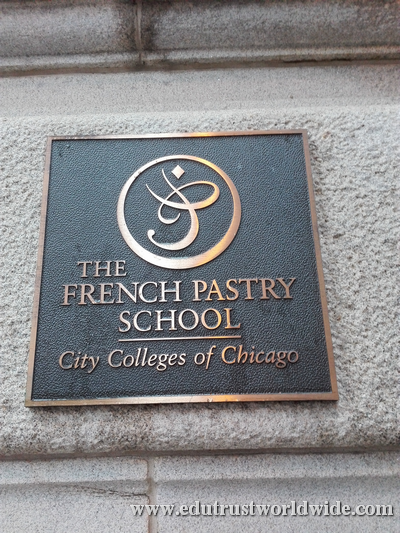 THE
FRENCH PASTRY
SCHOOL
City Colleges of Chicago
www.edutrustworldwide.com